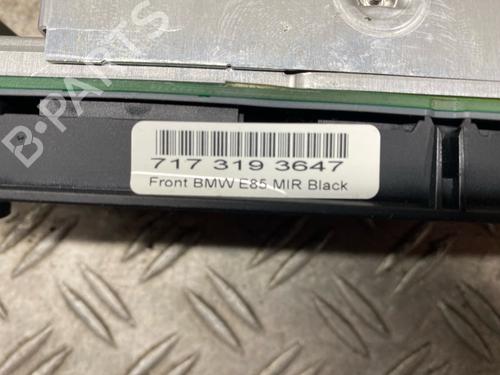 B-PARTS
717 319 3647
Front BMW E85 MIR Black